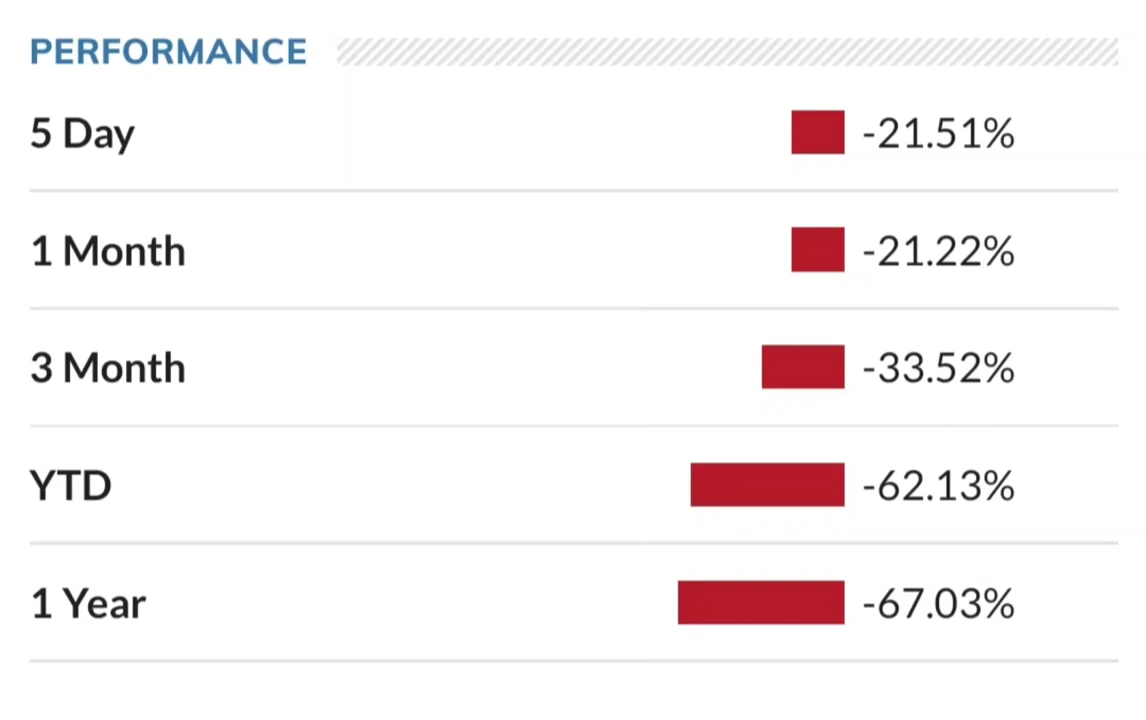 PERFORMANCE
5 Day -21.51%
1 Month -21.22%
3 Month -33.52%
YTD -62.13%
1 Year -67.03%